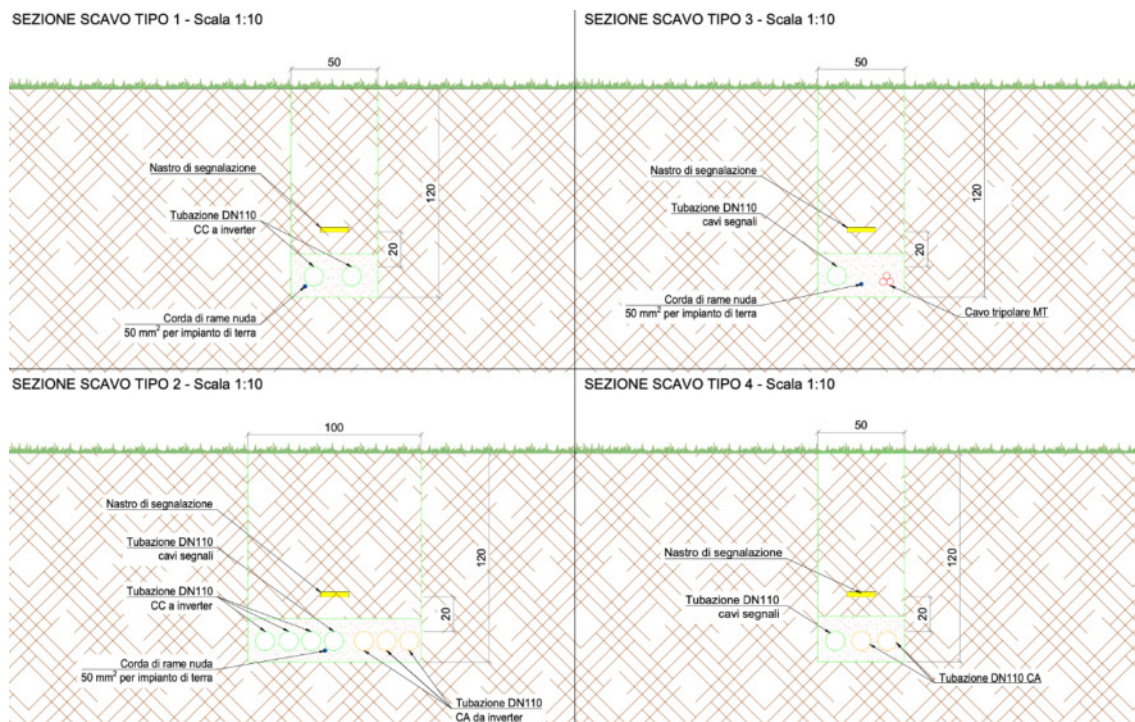 SEZIONE SCAVO TIPO 1 - Scala 1:10
50
Nastro di segnalazione
Tubazione DN110
CC a inverter
120
20
Corda di rame nuda
50 mm² per impianto di terra
SEZIONE SCAVO TIPO 3 - Scala 1:10
50
Nastro di segnalazione
Tubazione DN110
cavi segnali
120
20
Corda di rame nuda
50 mm² per impianto di terra
Cavo tripolare MT
SEZIONE SCAVO TIPO 2 - Scala 1:10
100
Nastro di segnalazione
Tubazione DN110
cavi segnali
Tubazione DN110
CC a inverter
120
20
Corda di rame nuda
50 mm² per impianto di terra
Tubazione DN110
CA da inverter
SEZIONE SCAVO TIPO 4 - Scala 1:10
50
Nastro di segnalazione
Tubazione DN110
cavi segnali
120
20
Tubazione DN110 CA